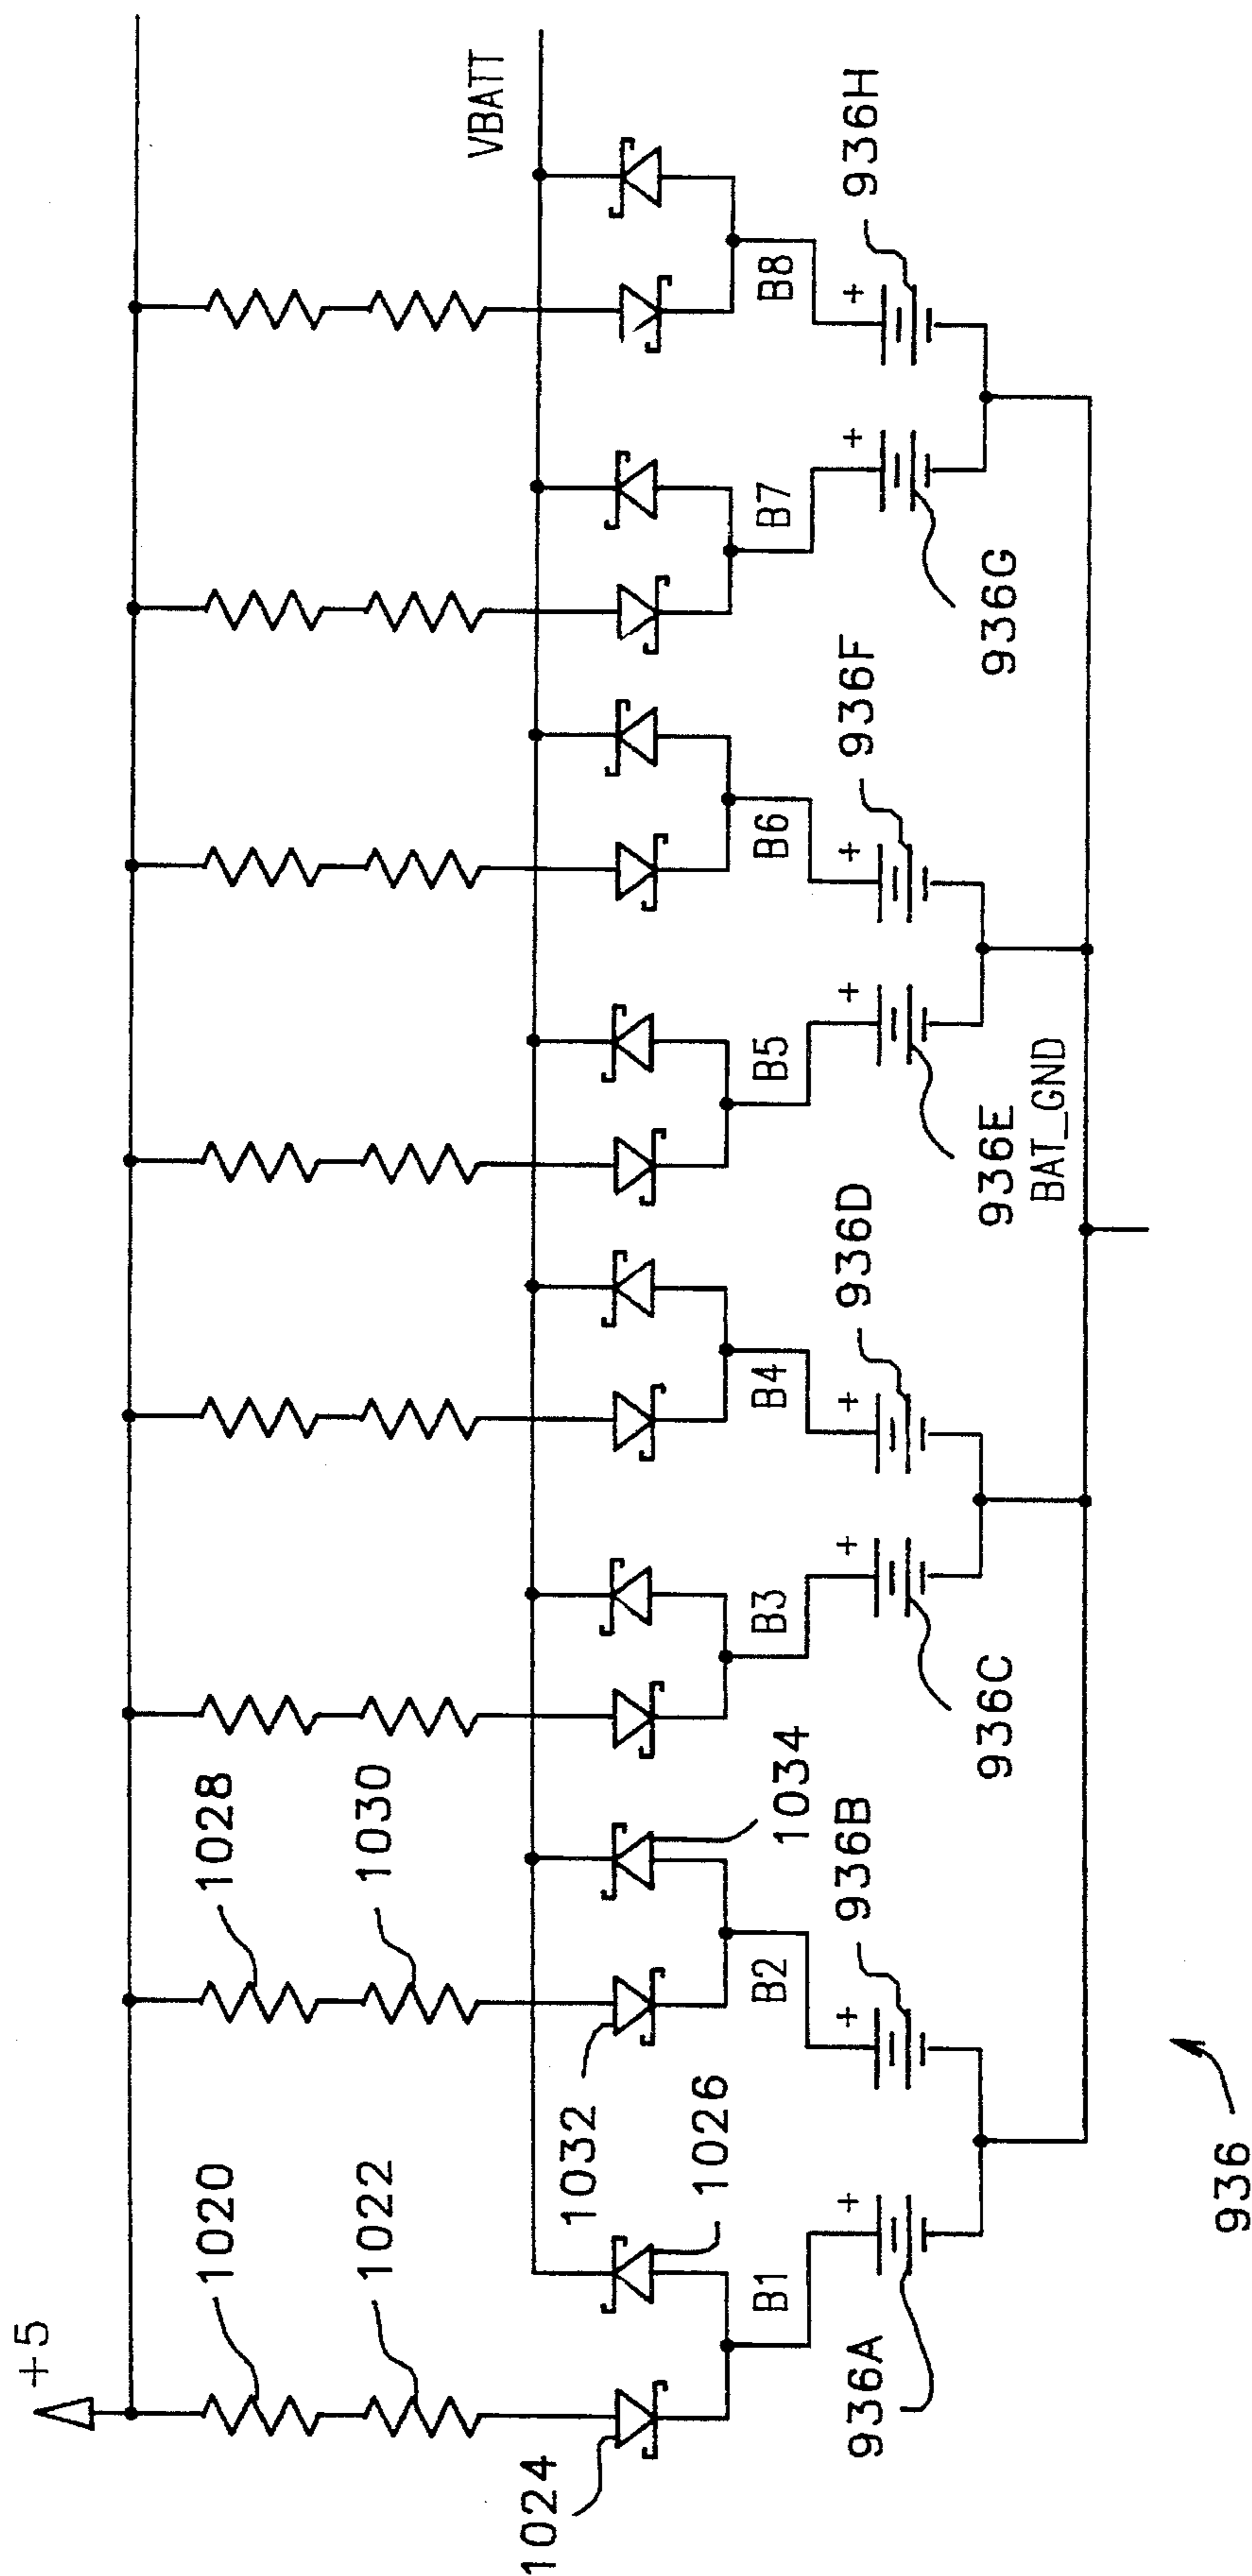 +5
1020
1022
1024
1026
1028
1030
1032
1034
VBATT
B1
B2
B3
B4
B5
B6
B7
B8
+
+
+
+
+
+
+
+
936A
936B
936C
936D
936E
936F
936G
936H
BAT_GND
936